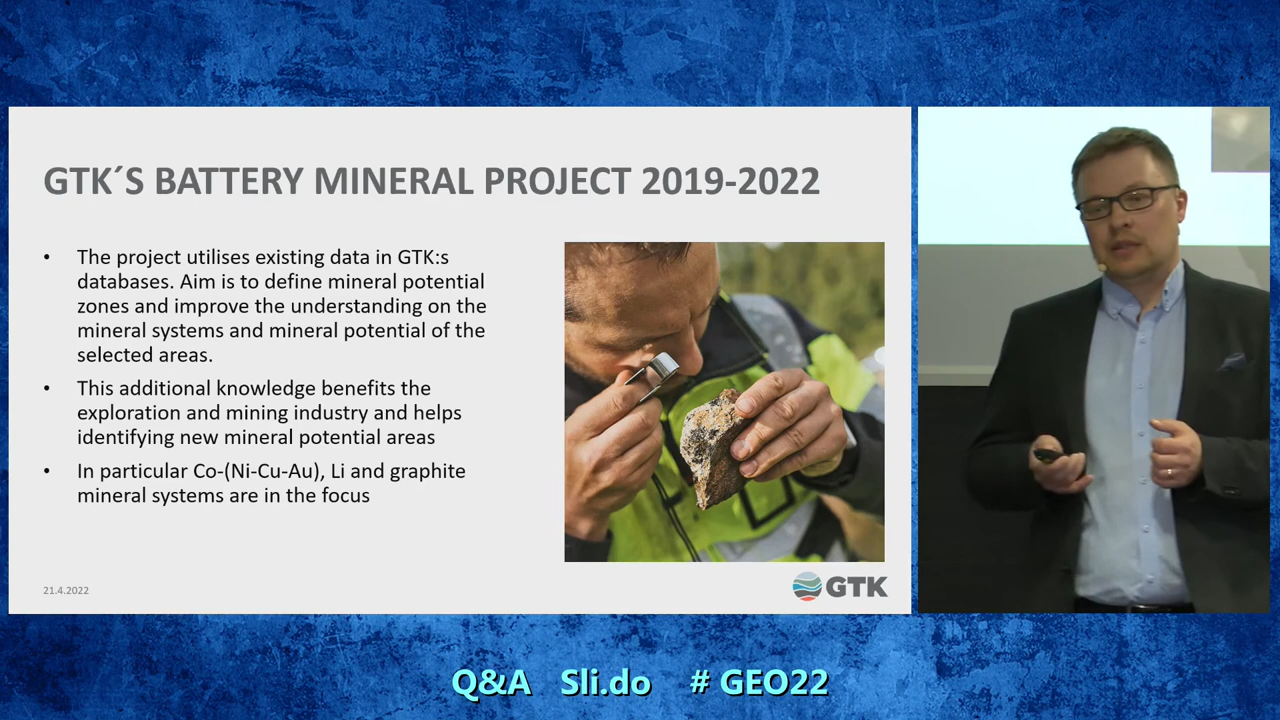 GTK´S BATTERY MINERAL PROJECT 2019-2022
• The project utilises existing data in GTK:s
databases. Aim is to define mineral potential
zones and improve the understanding on the
mineral systems and mineral potential of the
selected areas.
• This additional knowledge benefits the
exploration and mining industry and helps
identifying new mineral potential areas
• In particular Co-(Ni-Cu-Au), Li and graphite
mineral systems are in the focus
21.4.2022
GTK
Q&A Sli.do # GEO22